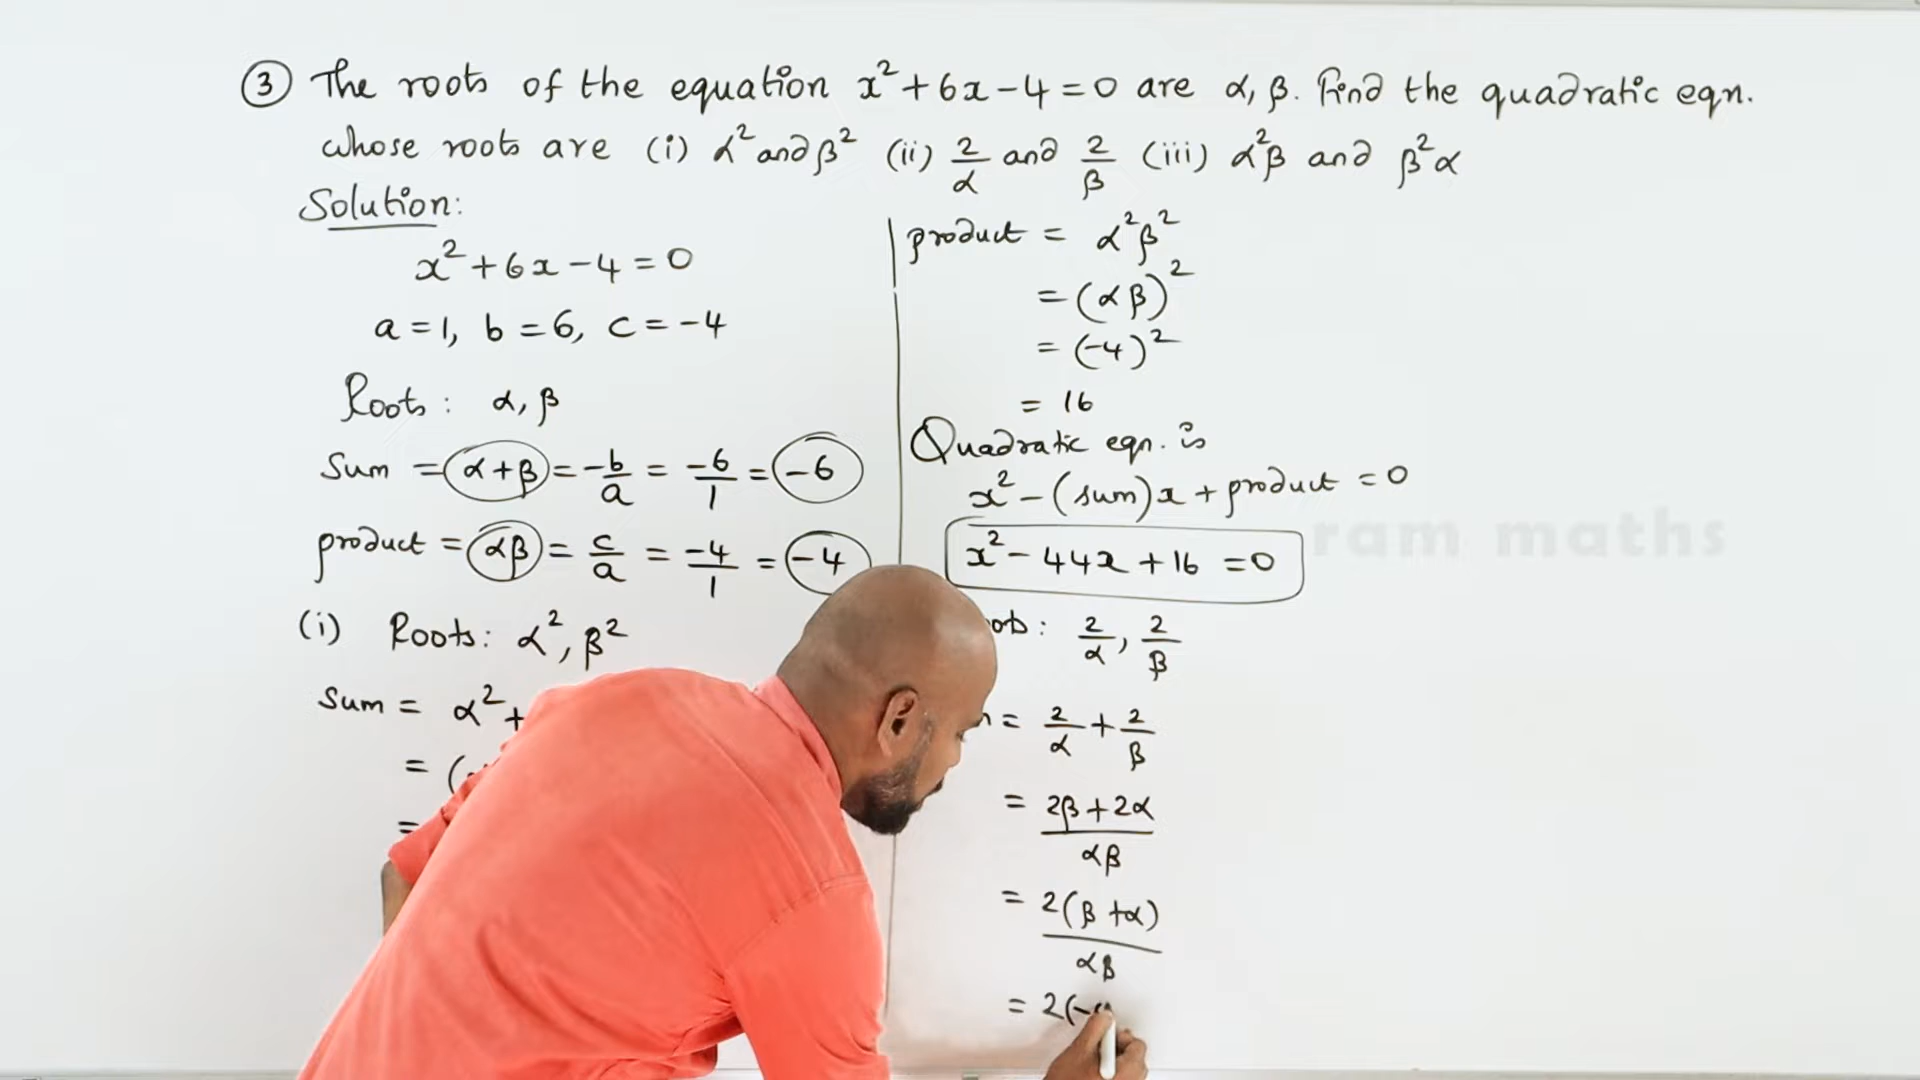 ③ The roots of the equation x²+6x-4=0 are α, β. Find the quadratic eqn.
whose roots are (i) α² and β² (ii) 2/α and 2/β (iii) α²β and β²α
Solution:
x²+6x-4=0
a=1, b=6, c=-4
Roots: α, β
Sum = α+β = -b/a = -6/1 = -6
product = αβ = c/a = -4/1 = -4
(i) Roots: α², β²
Sum = α²+
= (
=
product = α²β²
= (αβ)²
= (-4)²
= 16
Quadratic eqn. is
x²-(sum)x+product=0
x²-44x+16=0
: 2/α, 2/β
= 2/α + 2/β
= 2β+2α/αβ
= 2(β+α)/αβ
= 2(-
ram maths